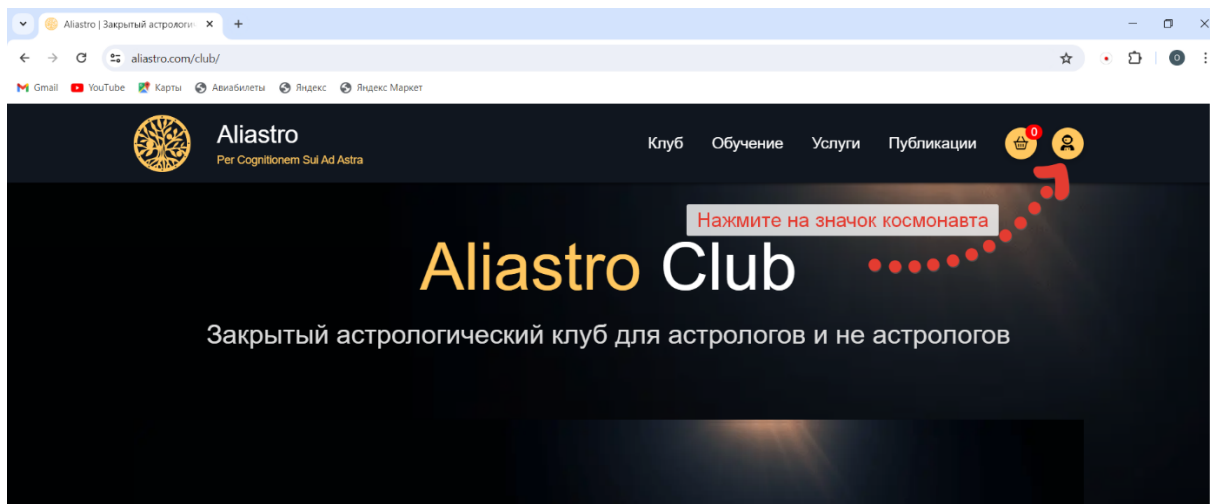 Aliastro | Закрытый астрологич
aliastro.com/club/
O
Gmail YouTube Карты Авиабилеты Яндекс Яндекс Маркет
Aliastro
Per Cognitionem Sui Ad Astra
Клуб Обучение Услуги Публикации 0
Нажмите на значок космонавта
Aliastro Club
Закрытый астрологический клуб для астрологов и не астрологов